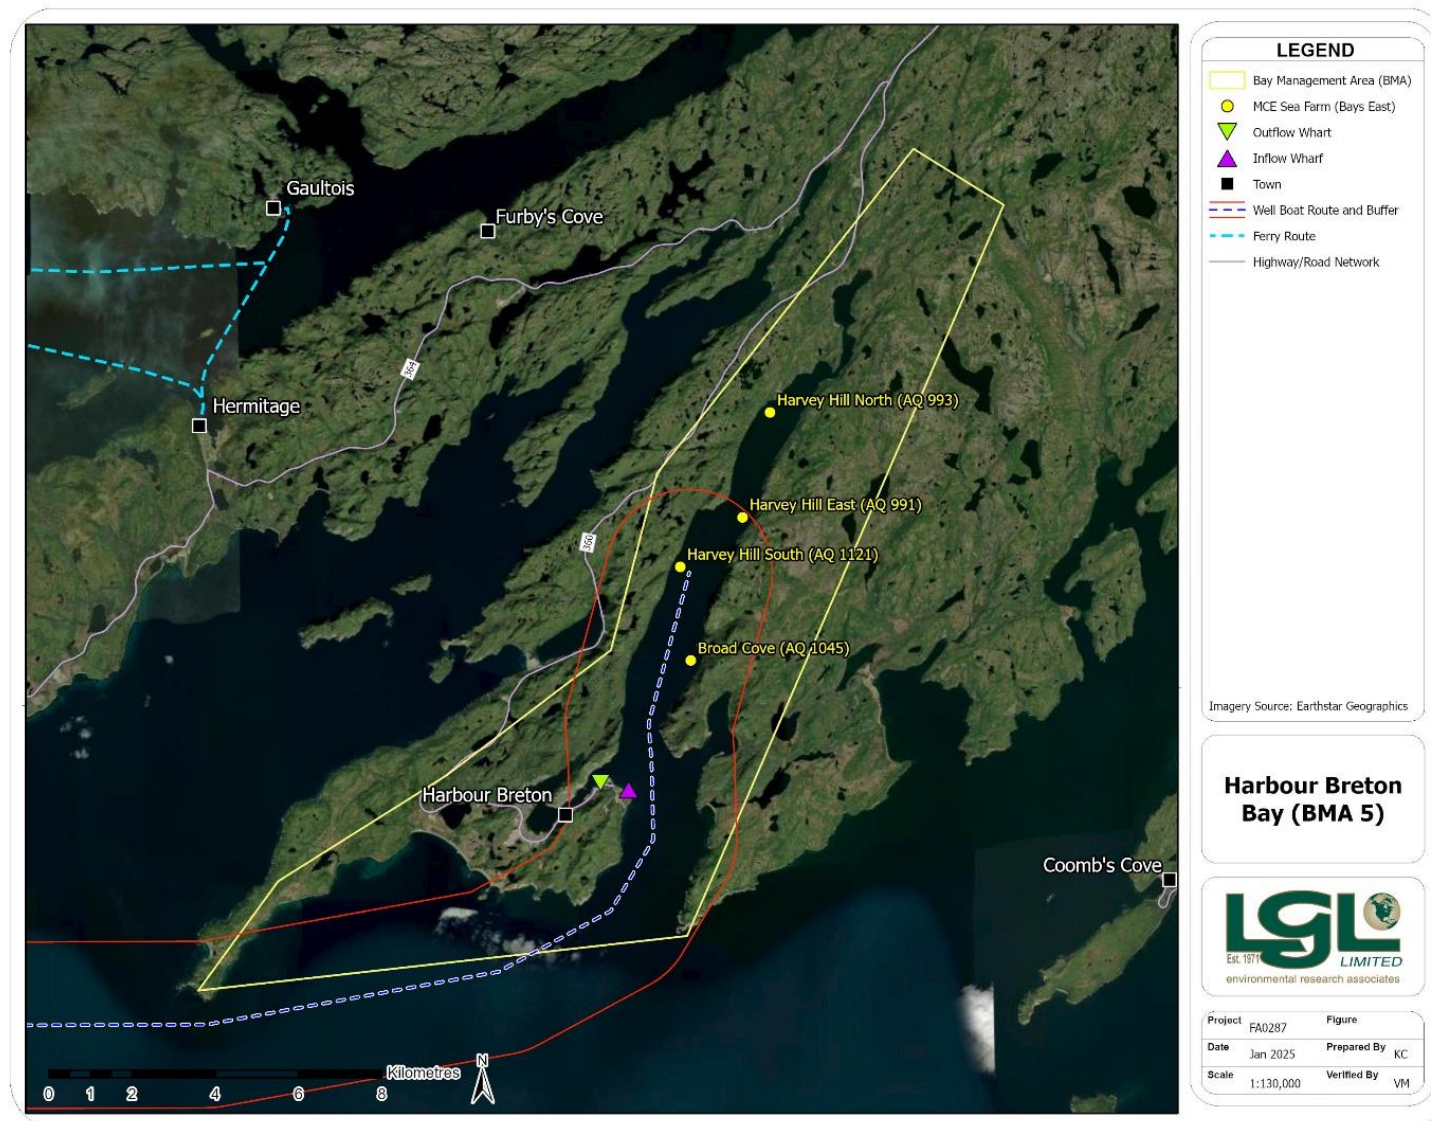 Gaultois
Furby's Cove
364
Hermitage
Harvey Hill North (AQ 993)
Harvey Hill East (AQ 991)
360
Harvey Hill South (AQ 1121)
Broad Cove (AQ 1045)
Harbour Breton
Coomb's Cove
N
Kilometres
0 1 2 4 6 8
LEGEND
Bay Management Area (BMA)
MCE Sea Farm (Bays East)
Outflow Whart
Inflow Wharf
Town
Well Boat Route and Buffer
Ferry Route
Highway/Road Network
Imagery Source: Earthstar Geographics
Harbour Breton
Bay (BMA 5)
LGL
Est. 1971
LIMITED
environmental research associates
Project FA0287 Figure
Date Jan 2025 Prepared By KC
Scale 1:130,000 Verified By VM